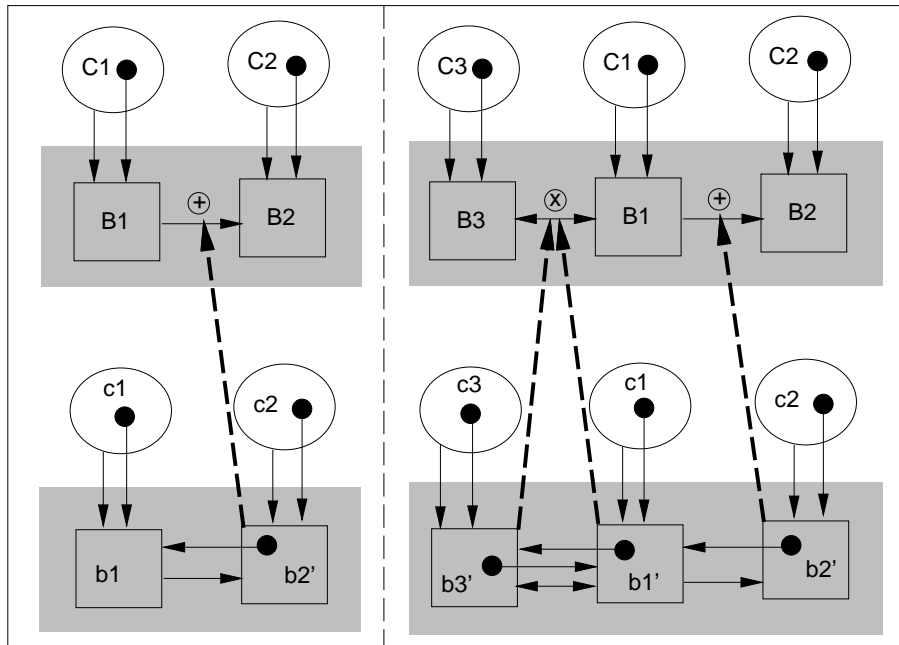 C1 C2
+
B1 B2
c1 c2
b1 b2'
C3 C1 C2
x +
B3 B1 B2
c3 c1 c2
b3' b1' b2'